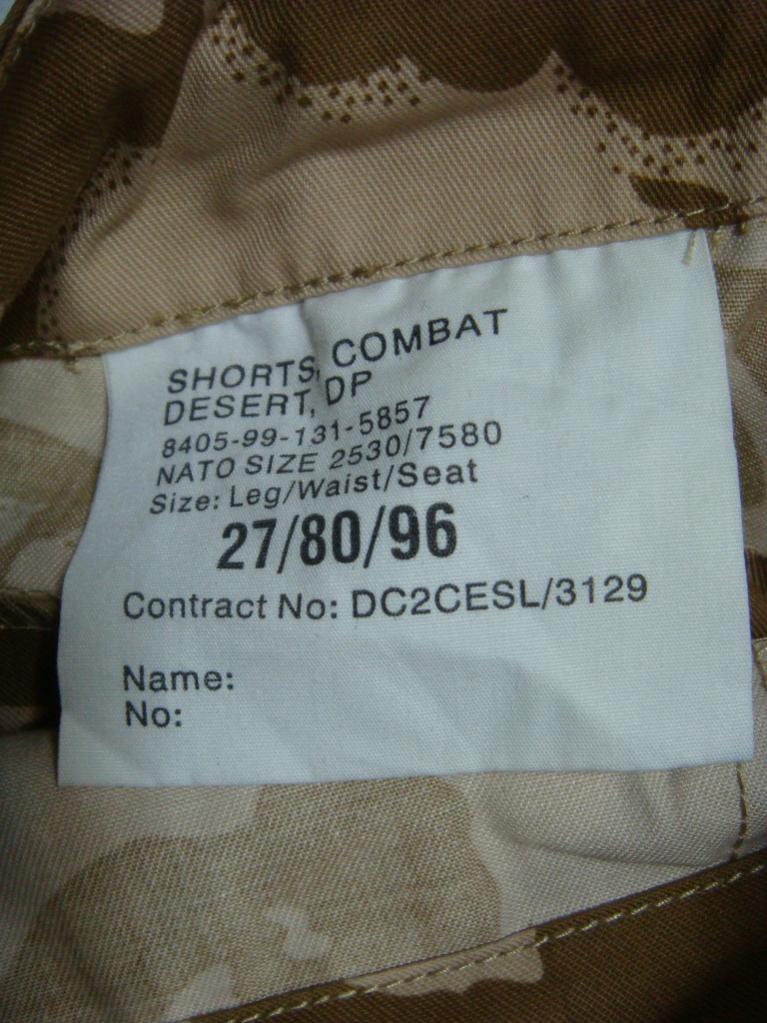 SHORTS, COMBAT
DESERT, DP
8405-99-131-5857
NATO SIZE 2530/7580
Size: Leg/Waist/Seat
27/80/96
Contract No: DC2CESL/3129
Name:
No: